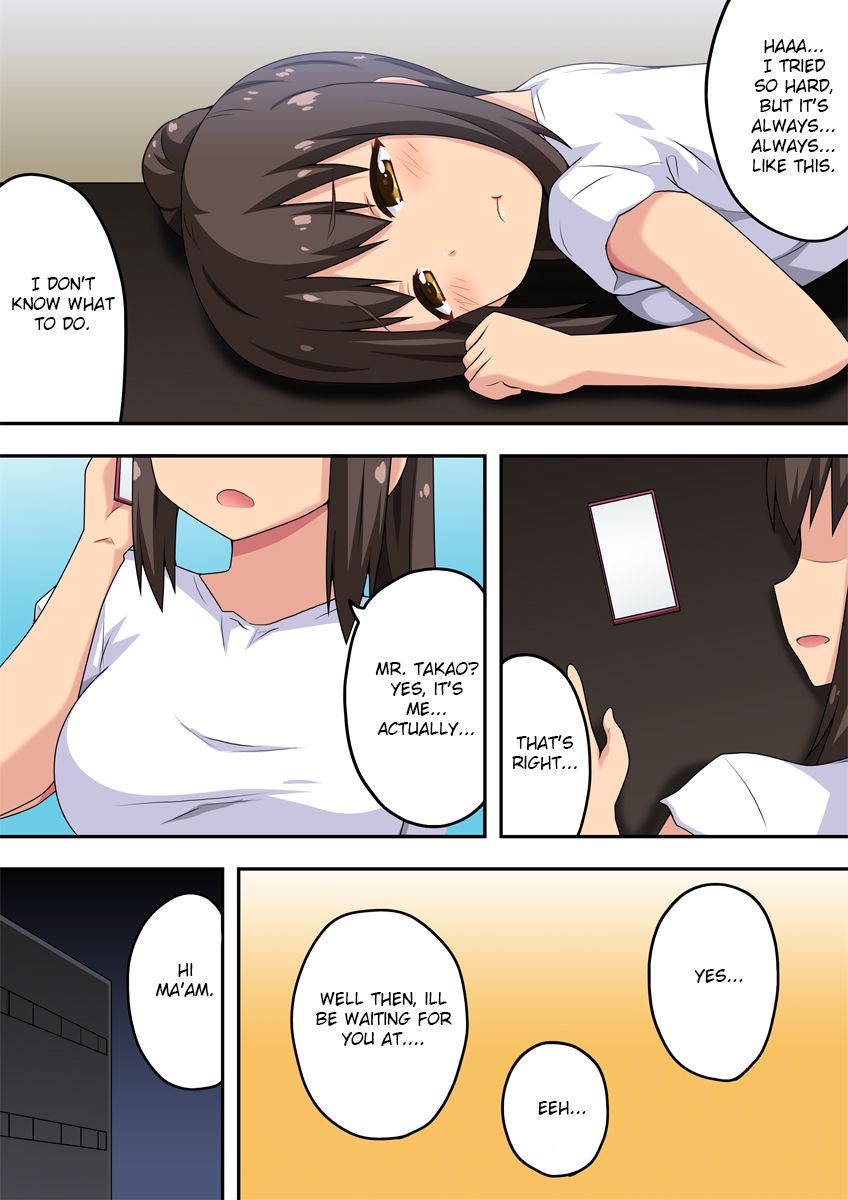 HAAA...
I TRIED
SO HARD,
BUT IT'S
ALWAYS...
ALWAYS...
LIKE THIS.
I DON'T
KNOW WHAT
TO DO.
THAT'S
RIGHT...
MR. TAKAO?
YES, IT'S
ME...
ACTUALLY...
YES...
EEH...
WELL THEN, ILL
BE WAITING FOR
YOU AT....
HI
MA'AM.